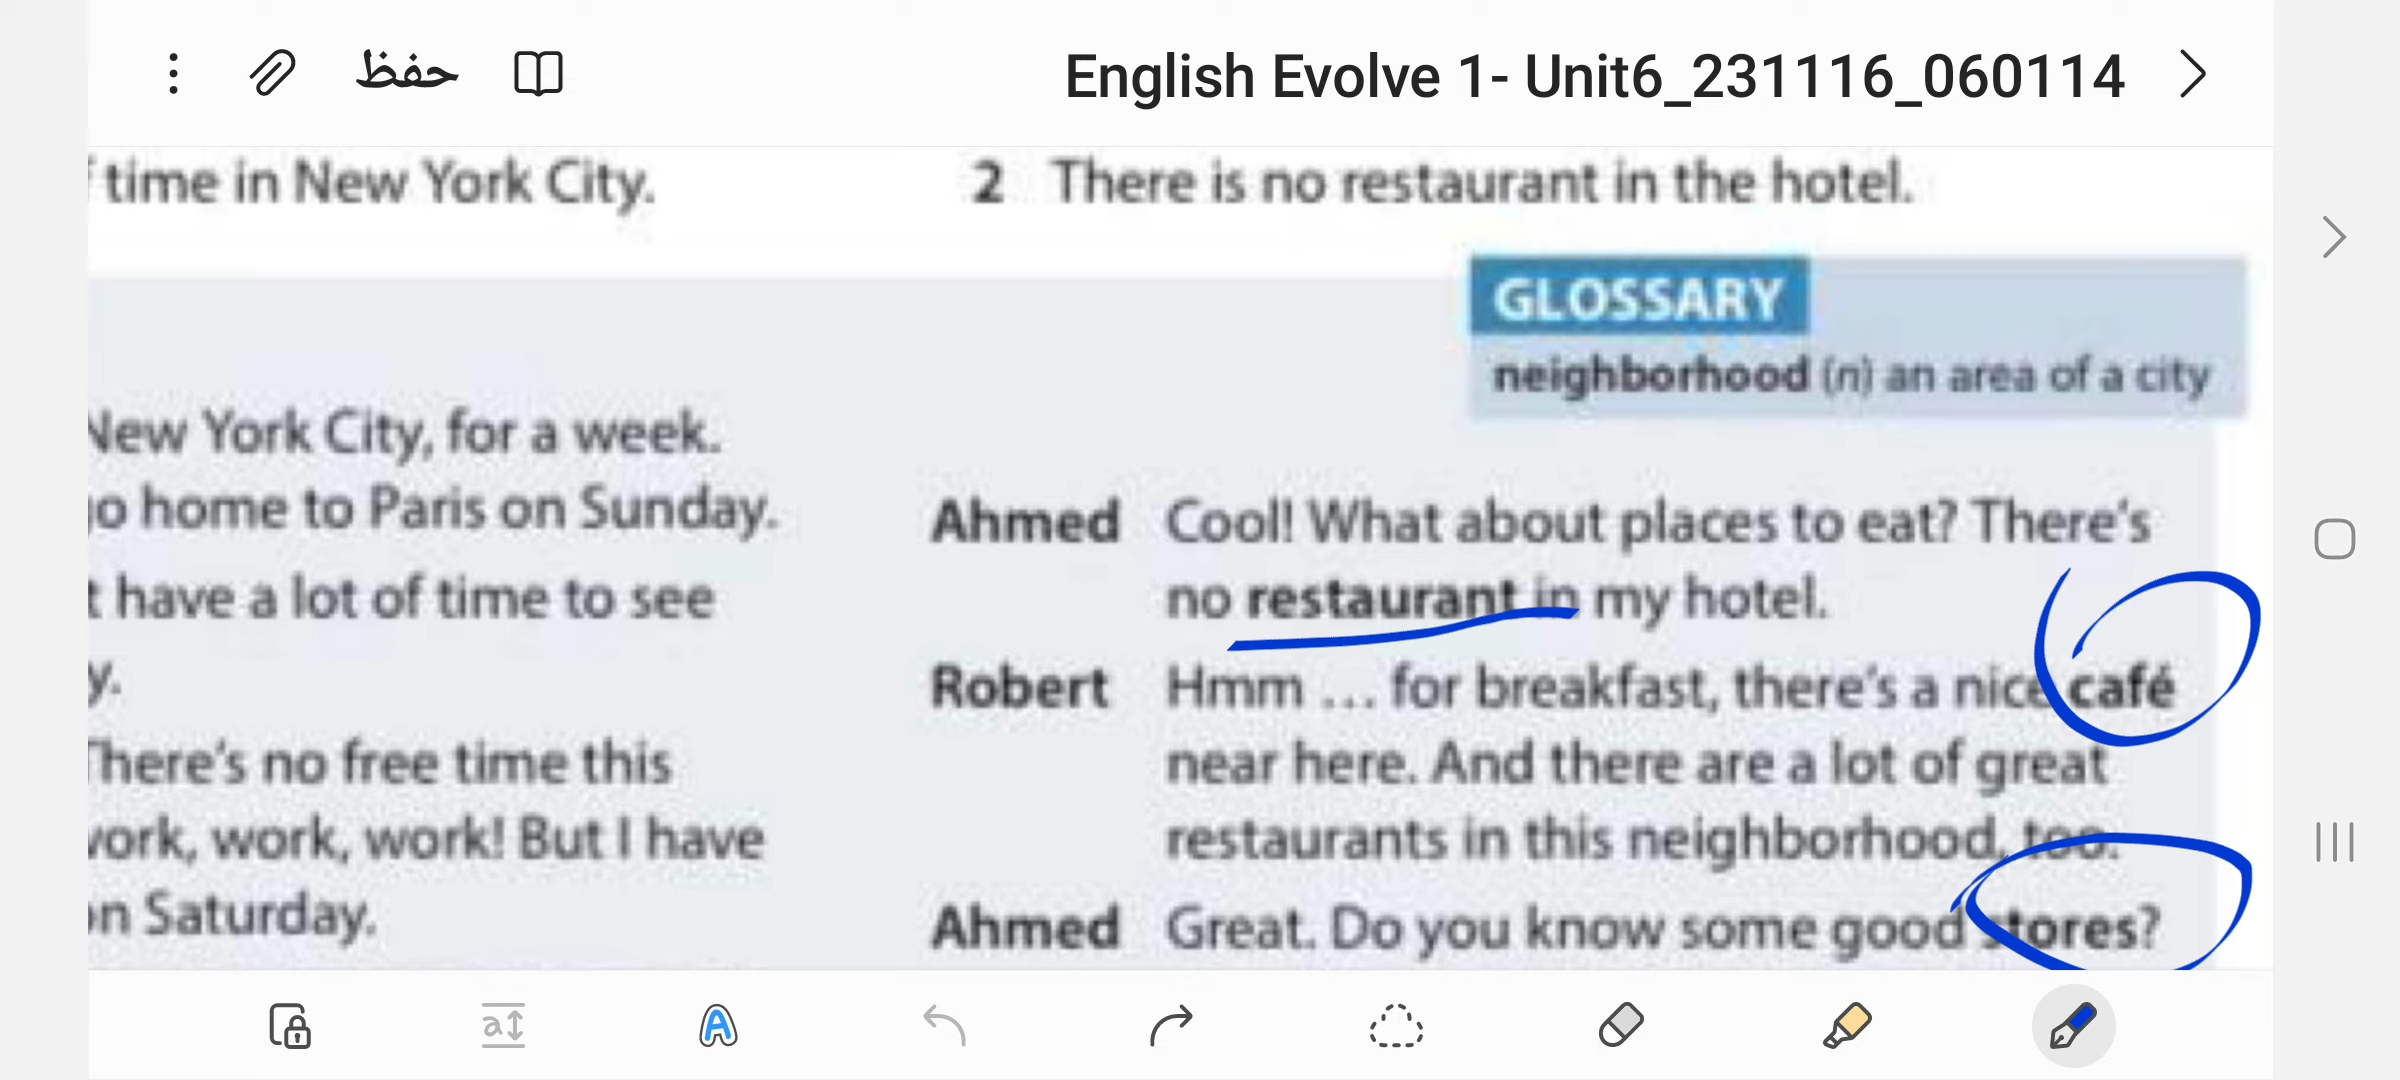 حفظ
English Evolve 1- Unit6_231116_060114
time in New York City.
2 There is no restaurant in the hotel.
GLOSSARY
neighborhood (n) an area of a city
New York City, for a week.
go home to Paris on Sunday.
t have a lot of time to see
y.
There's no free time this
work, work, work! But I have
on Saturday.
Ahmed Cool! What about places to eat? There's
no restaurant in my hotel.
Robert Hmm ... for breakfast, there's a nice café
near here. And there are a lot of great
restaurants in this neighborhood, too.
Ahmed Great. Do you know some good stores?